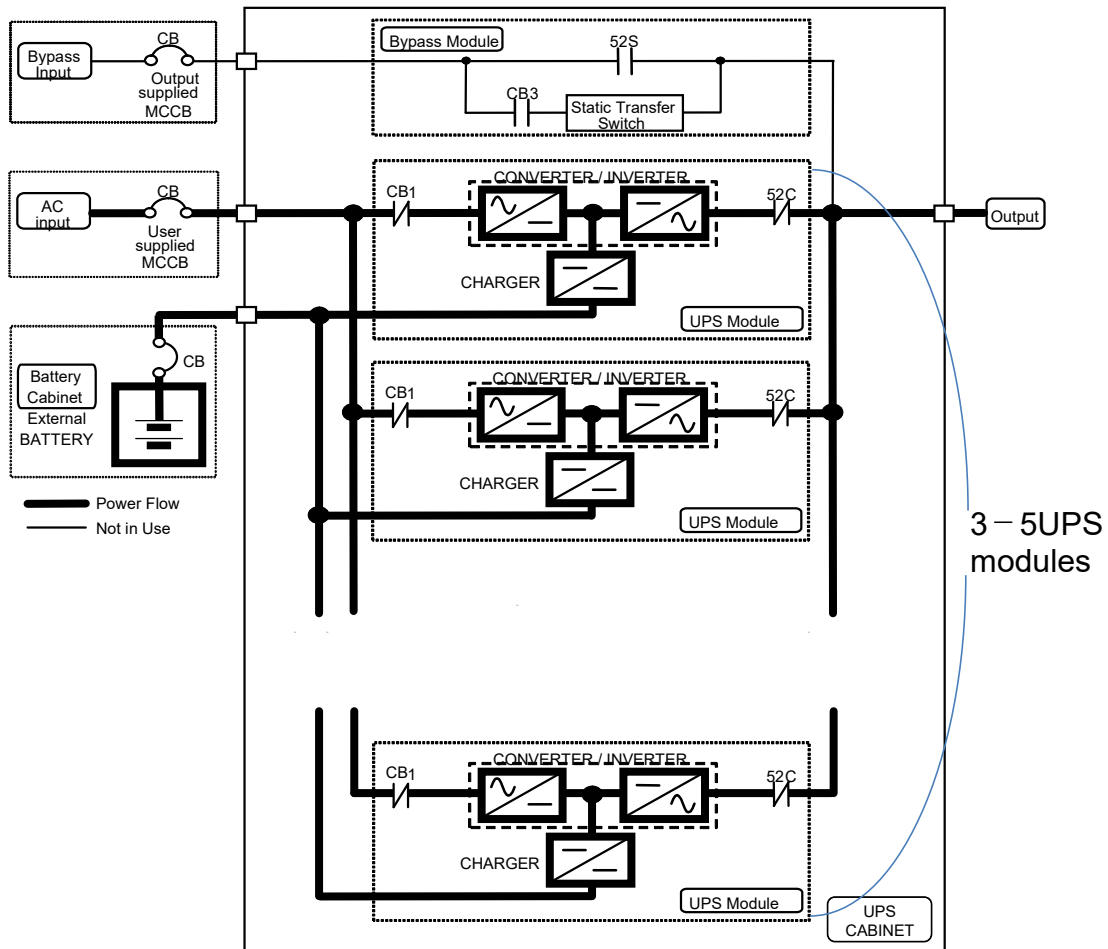 Bypass
Input
CB
Output
supplied
MCCB
Bypass Module
52S
CB3
Static Transfer
Switch
AC
input
CB
User
supplied
MCCB
CB1
CONVERTER / INVERTER
52C
CHARGER
UPS Module
Output
Battery
Cabinet
External
BATTERY
CB
CB1
CONVERTER / INVERTER
52C
CHARGER
UPS Module
Power Flow
Not in Use
3－5UPS
modules
CB1
CONVERTER / INVERTER
52C
CHARGER
UPS Module
UPS
CABINET